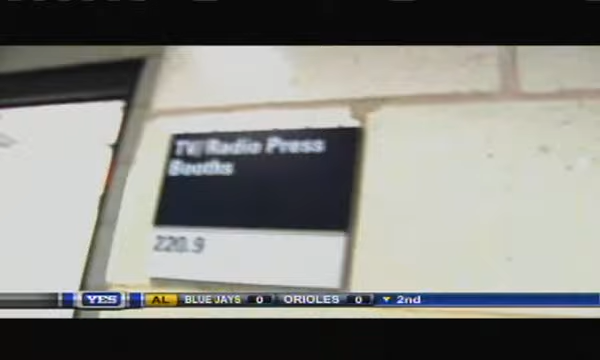 TV/Radio Press
Booths
220.9
YES AL BLUE JAYS 0 ORIOLES 0 ▼ 2nd